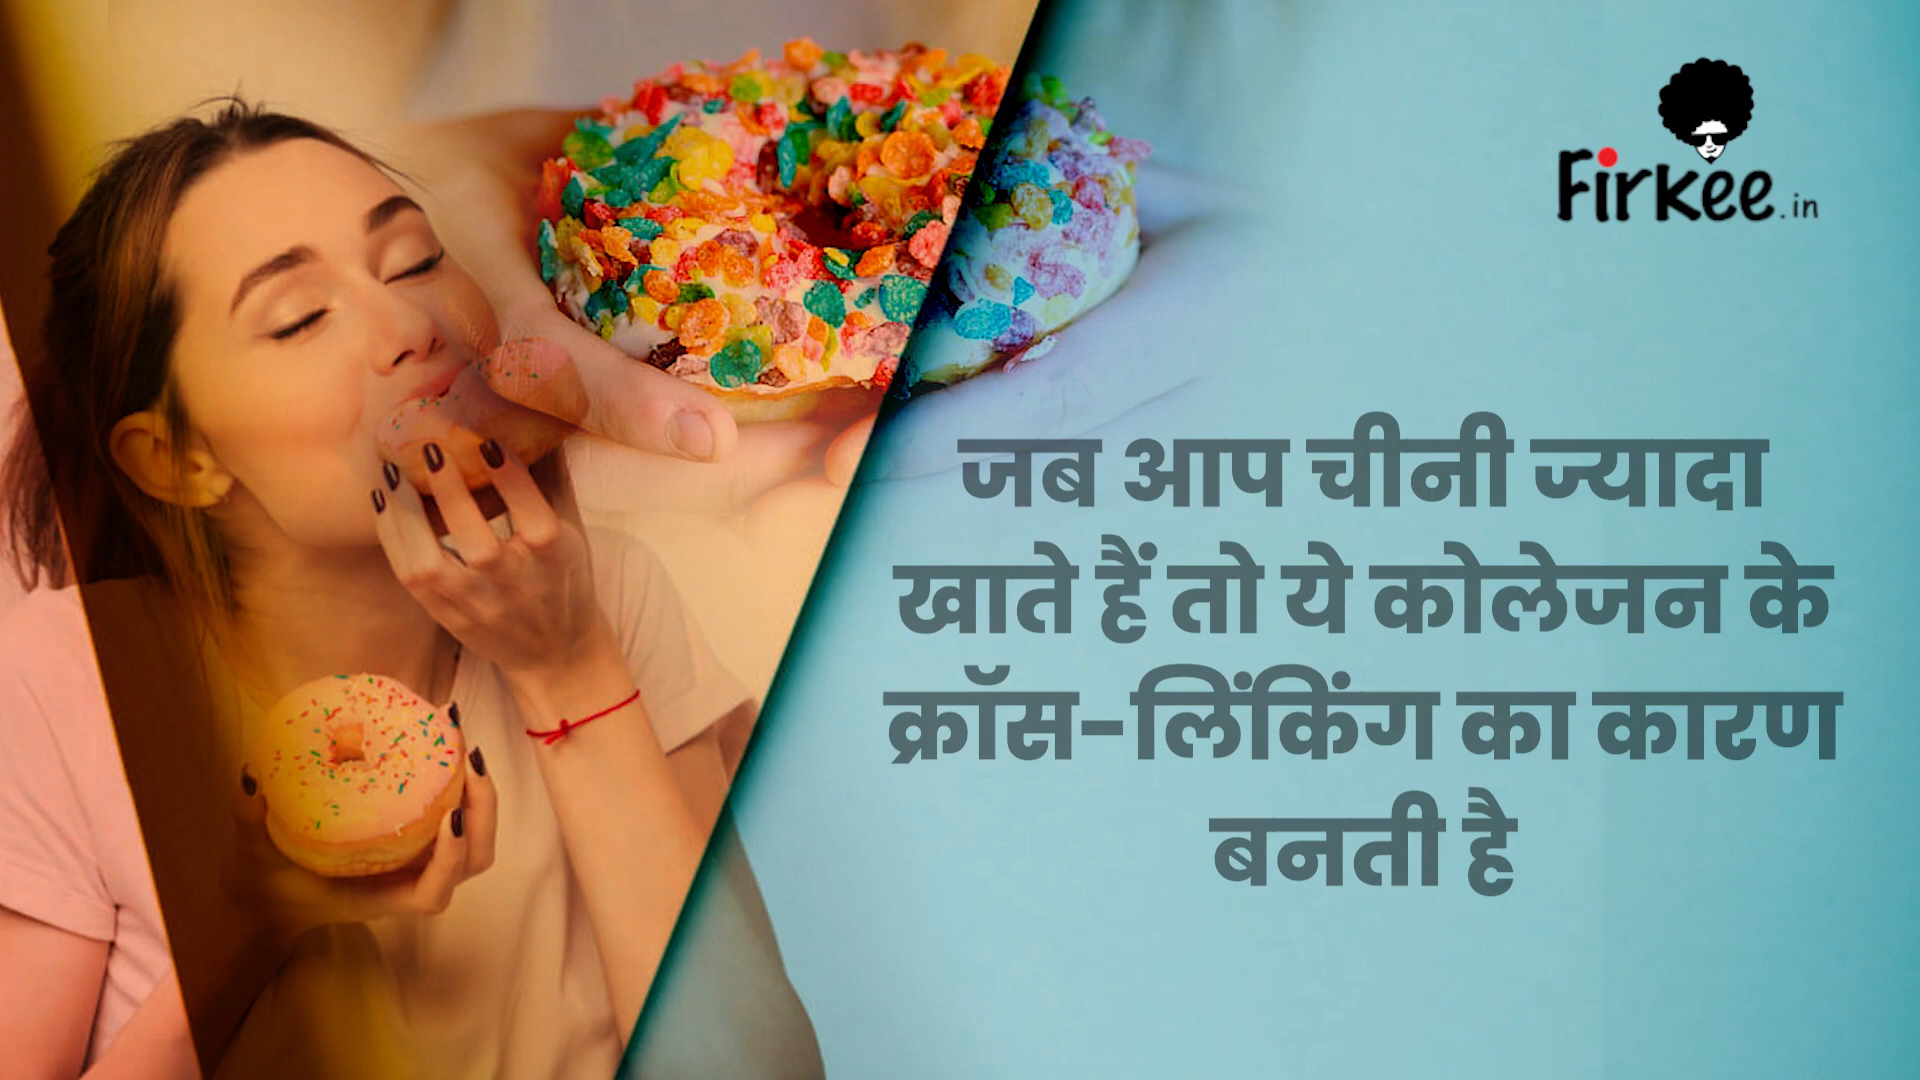 Firkee.in
जब आप चीनी ज्यादा
खाते हैं तो ये कोलेजन के
क्रॉस-लिंकिंग का कारण
बनती है